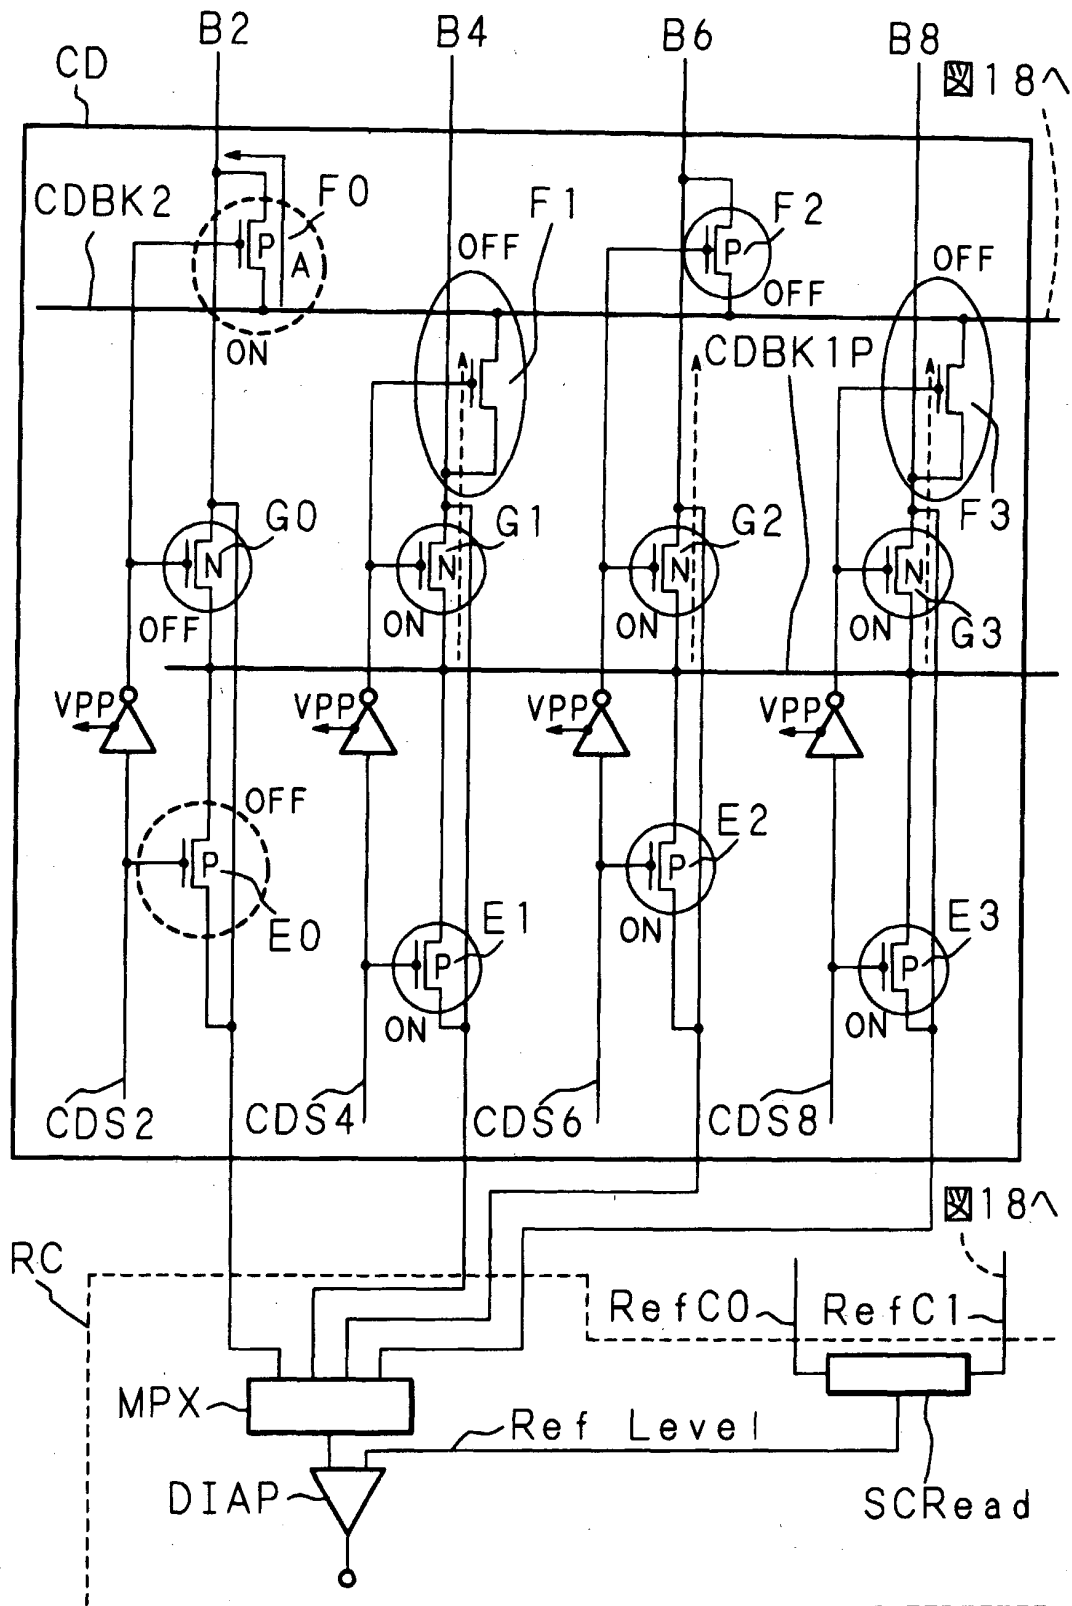 B2
B4
B6
B8
CD
図18へ
CDBK2
F0
P
A
ON
F1
OFF
F2
P
OFF
OFF
CDBK1P
F3
G0
N
OFF
G1
N
ON
G2
N
ON
N
ON
G3
VPP
VPP
VPP
VPP
OFF
P
E0
E1
P
ON
E2
P
ON
E3
P
ON
CDS2
CDS4
CDS6
CDS8
図18へ
RC
RefC0
RefC1
MPX
Ref Level
DIAP
SCRead